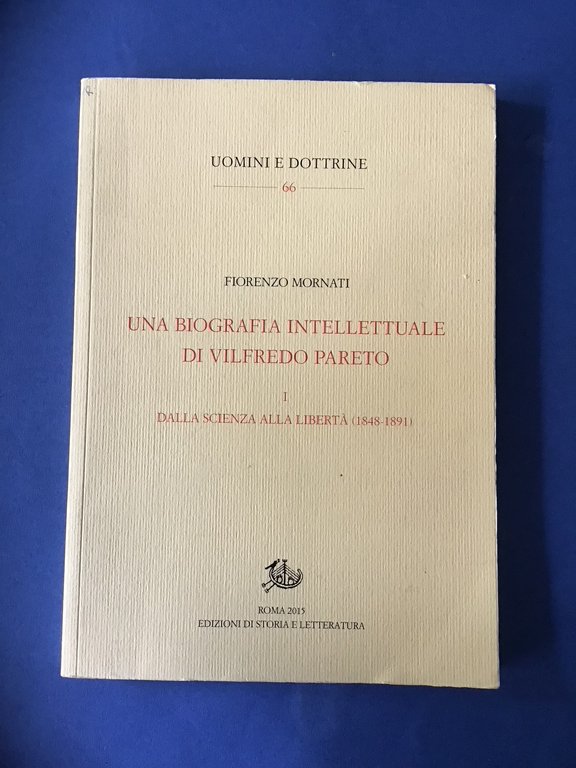 UOMINI E DOTTRINE
66
FIORENZO MORNATI
UNA BIOGRAFIA INTELLETTUALE
DI VILFREDO PARETO
I
DALLA SCIENZA ALLA LIBERTÀ (1848-1891)
ROMA 2015
EDIZIONI DI STORIA E LETTERATURA